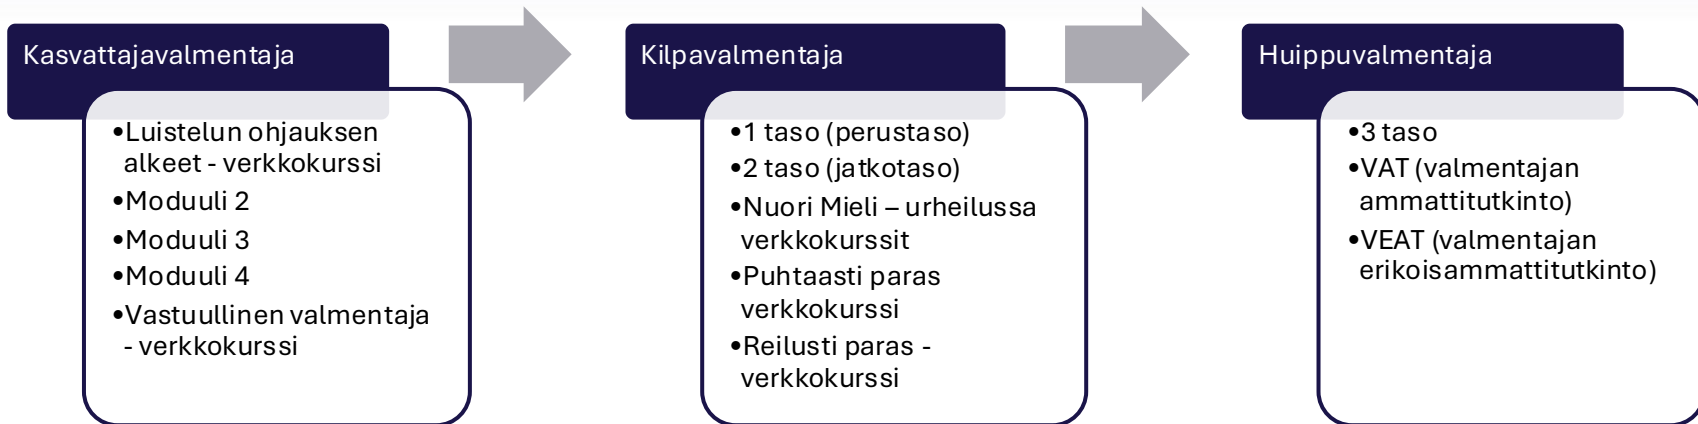 Kasvattajavalmentaja
•Luistelun ohjauksen
alkeet - verkkokurssi
•Moduuli 2
•Moduuli 3
•Moduuli 4
•Vastuullinen valmentaja
- verkkokurssi
Kilpavalmentaja
•1 taso (perustaso)
•2 taso (jatkotaso)
•Nuori Mieli – urheilussa
verkkokurssit
•Puhtaasti paras
verkkokurssi
•Reilusti paras -
verkkokurssi
Huippuvalmentaja
•3 taso
•VAT (valmentajan
ammattitutkinto)
•VEAT (valmentajan
erikoisammattitutkinto)